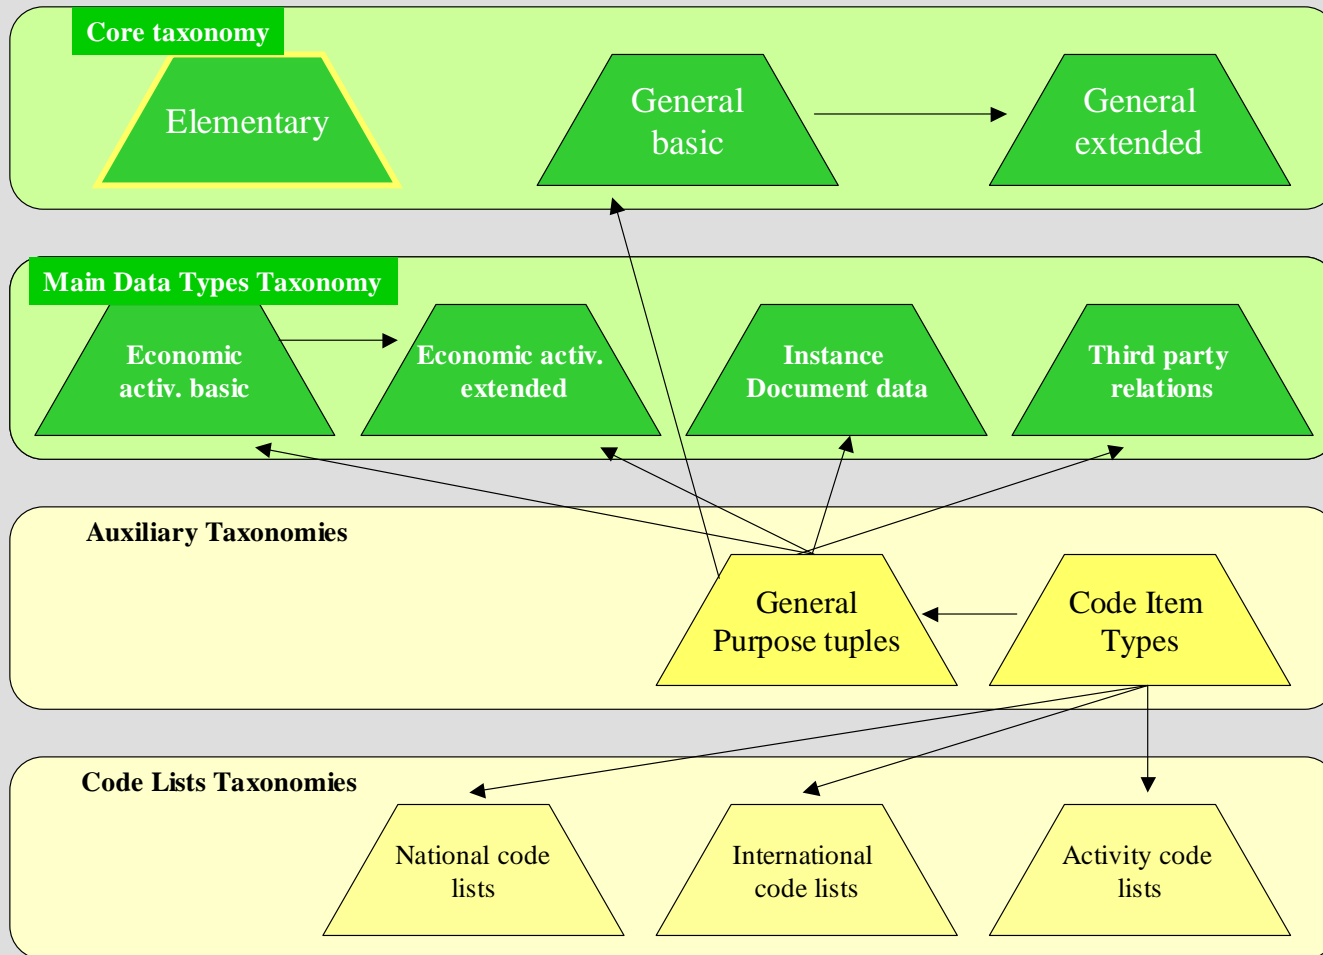 Core taxonomy
Elementary
General
basic
General
extended
Main Data Types Taxonomy
Economic
activ. basic
Economic activ.
extended
Instance
Document data
Third party
relations
Auxiliary Taxonomies
General
Purpose tuples
Code Item
Types
Code Lists Taxonomies
National code
lists
International
code lists
Activity code
lists